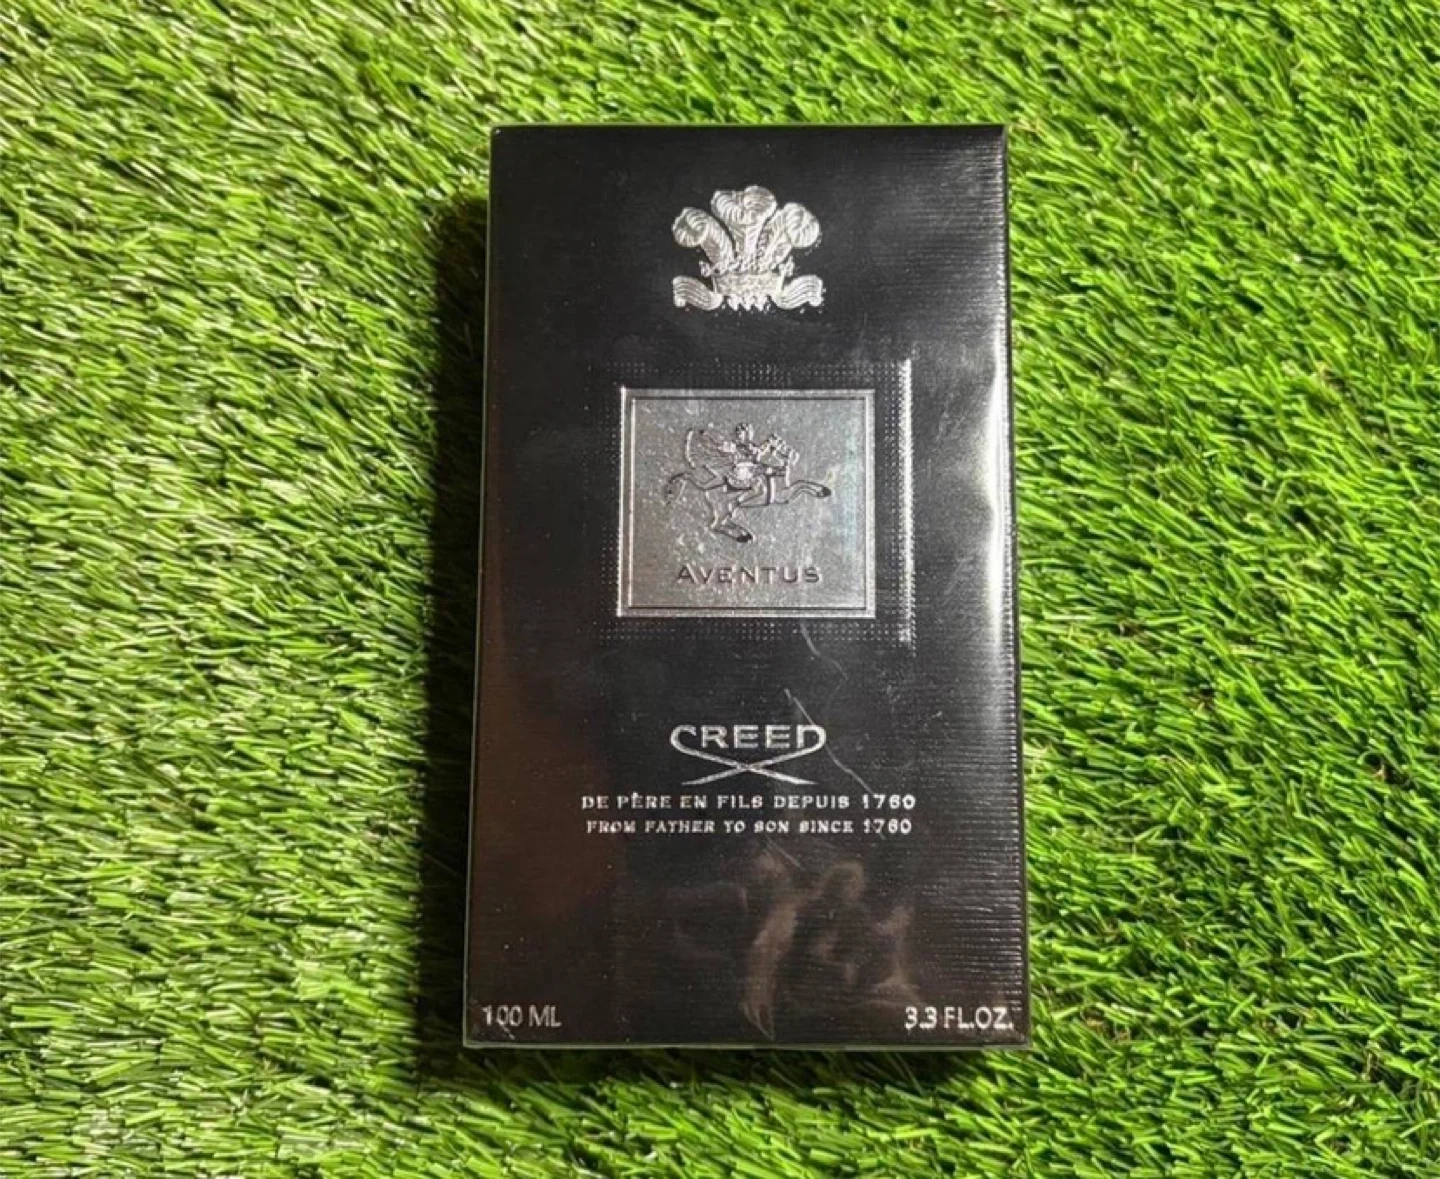 AVENTUS
CREED
DE PÈRE EN FILS DEPUIS 1760
FROM FATHER TO SON SINCE 1760
100 ML
3.3 FL.OZ.